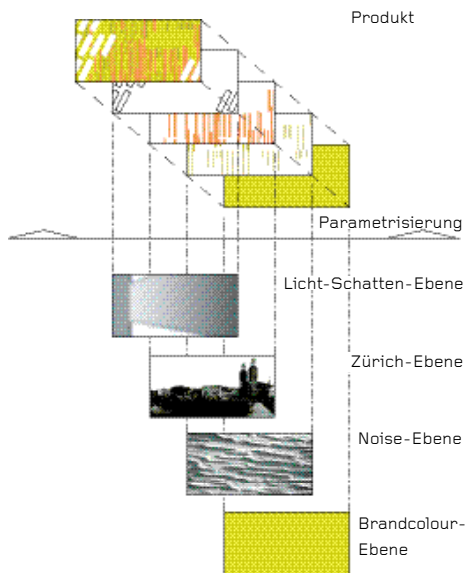 Produkt
Parametrisierung
Licht-Schatten-Ebene
Zürich-Ebene
Noise-Ebene
Brandcolour-
Ebene